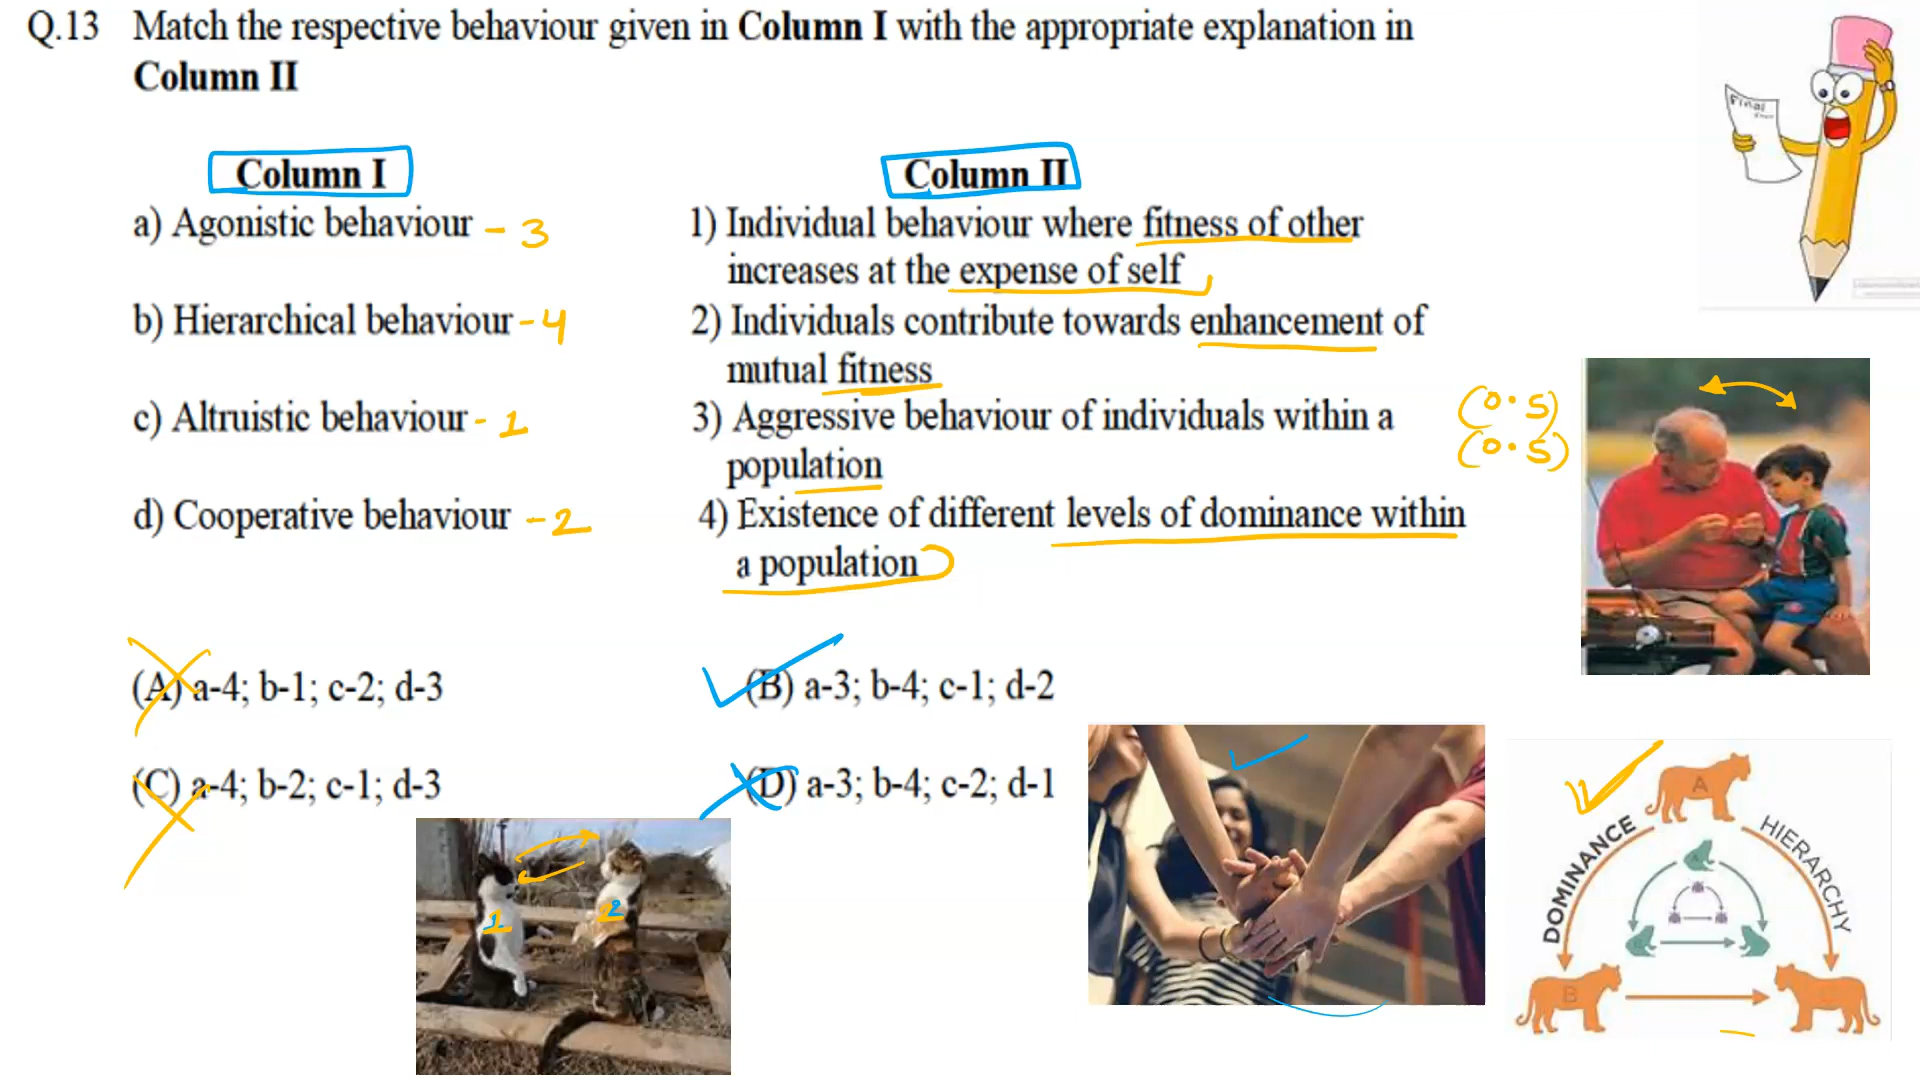 Q.13 Match the respective behaviour given in Column I with the appropriate explanation in
Column II
Column I
Column II
a) Agonistic behaviour - 3
1) Individual behaviour where fitness of other
increases at the expense of self
b) Hierarchical behaviour - 4
2) Individuals contribute towards enhancement of
mutual fitness
c) Altruistic behaviour - 1
3) Aggressive behaviour of individuals within a
population
d) Cooperative behaviour - 2
4) Existence of different levels of dominance within
a population
(0.5)
(0.5)
(A) a-4; b-1; c-2; d-3
(B) a-3; b-4; c-1; d-2
(C) a-4; b-2; c-1; d-3
(D) a-3; b-4; c-2; d-1
Final
1
2
DOMINANCE
HIERARCHY
A
B